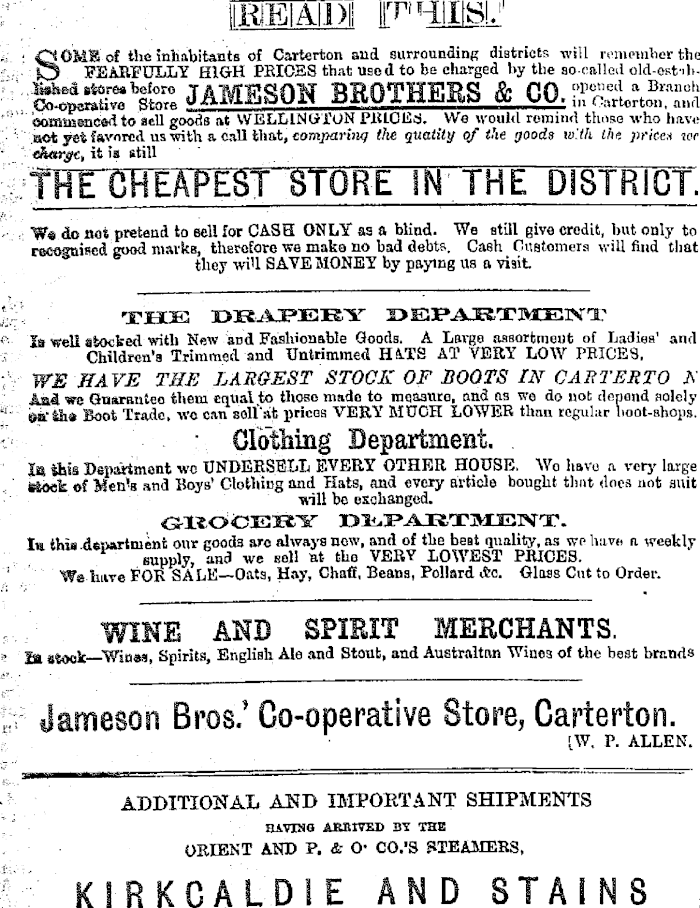 READ THIS.
SOME of the inhabitants of Carterton and surrounding districts will remember the
FEARFULLY HIGH PRICES that used to be charged by the so-called old-estab-
lished stores before JAMESON BROTHERS & CO. opened a Branch
Co-operative Store in Carterton, and
commenced to sell goods at WELLINGTON PRICES. We would remind those who have
not yet favored us with a call that, comparing the quality of the goods with the prices we
charge, it is still
THE CHEAPEST STORE IN THE DISTRICT.
We do not pretend to sell for CASH ONLY as a blind. We still give credit, but only to
recognised good marks, therefore we make no bad debts. Cash Customers will find that
they will SAVE MONEY by paying us a visit.
THE DRAPERY DEPARTMENT
Is well stocked with New and Fashionable Goods. A Large assortment of Ladies' and
Children's Trimmed and Untrimmed HATS AT VERY LOW PRICES,
WE HAVE THE LARGEST STOCK OF BOOTS IN CARTERTO N
And we Guarantee them equal to those made to measure, and as we do not depend solely
on the Boot Trade, we can sell at prices VERY MUCH LOWER than regular boot-shops.
Clothing Department.
In this Department we UNDERSELL EVERY OTHER HOUSE. We have a very large
stock of Men's and Boys' Clothing and Hats, and every article bought that does not suit
will be exchanged.
GROCERY DEPARTMENT.
In this department our goods are always new, and of the best quality, as we have a weekly
supply, and we sell at the VERY LOWEST PRICES.
We have FOR SALE—Oats, Hay, Chaff, Beans, Pollard &c. Glass Cut to Order.
WINE AND SPIRIT MERCHANTS.
In stock—Wines, Spirits, English Ale and Stout, and Australian Wines of the best brands
Jameson Bros.' Co-operative Store, Carterton.
[W. P. ALLEN.
ADDITIONAL AND IMPORTANT SHIPMENTS
HAVING ARRIVED BY THE
ORIENT AND P. & O. CO.'S STEAMERS,
KIRKCALDIE AND STAINS